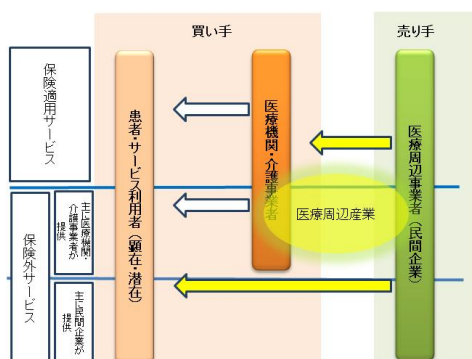 買い手
売り手
保険適用サービス
保険外サービス
主に医療機関・
介護事業者が
提供
主に民間企業が
提供
患者・サービス利用者（顕在・潜在）
医療機関・介護事業者
医療周辺産業
医療周辺事業者（民間企業）